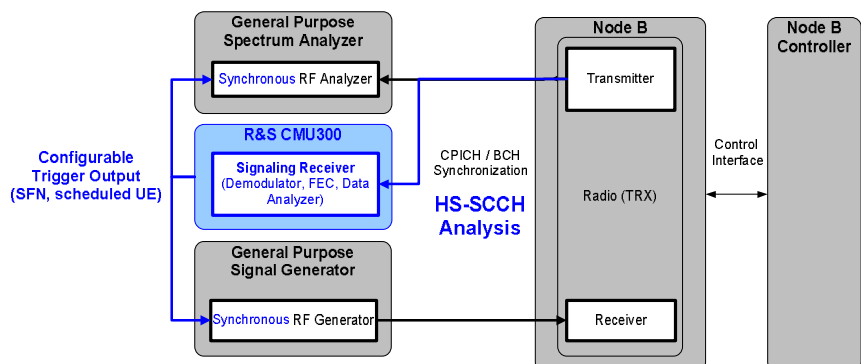 General Purpose
Spectrum Analyzer
Synchronous RF Analyzer
R&S CMU300
Signaling Receiver
(Demodulator, FEC, Data
Analyzer)
Configurable
Trigger Output
(SFN, scheduled UE)
General Purpose
Signal Generator
Synchronous RF Generator
CPICH / BCH
Synchronization
HS-SCCH
Analysis
Node B
Transmitter
Radio (TRX)
Receiver
Control
Interface
Node B
Controller